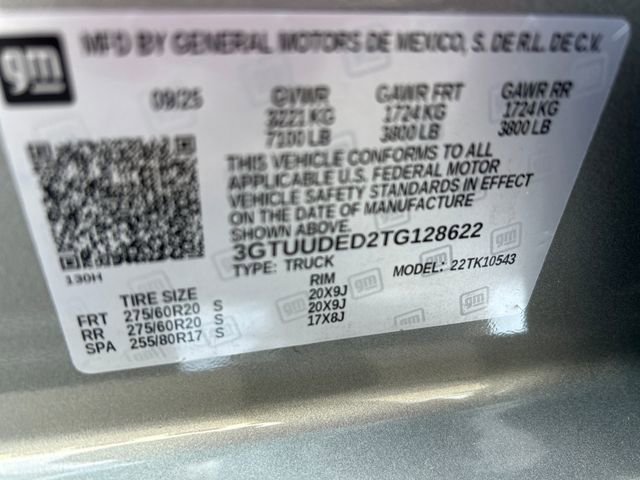 gm
MFD BY GENERAL MOTORS DE MEXICO, S. DE R.L. DE C.V.
09/25 GVWR GAWR FRT GAWR RR
3221 KG 1724 KG 1724 KG
7100 LB 3800 LB 3800 LB
THIS VEHICLE CONFORMS TO ALL
APPLICABLE U.S. FEDERAL MOTOR
VEHICLE SAFETY STANDARDS IN EFFECT
ON THE DATE OF MANUFACTURE
SHOWN ABOVE.
3GTUUDED2TG128622
TYPE: TRUCK MODEL: 22TK10543
130H
TIRE SIZE RIM
FRT 275/60R20 S 20X9J
RR 275/60R20 S 20X9J
SPA 255/80R17 S 17X8J